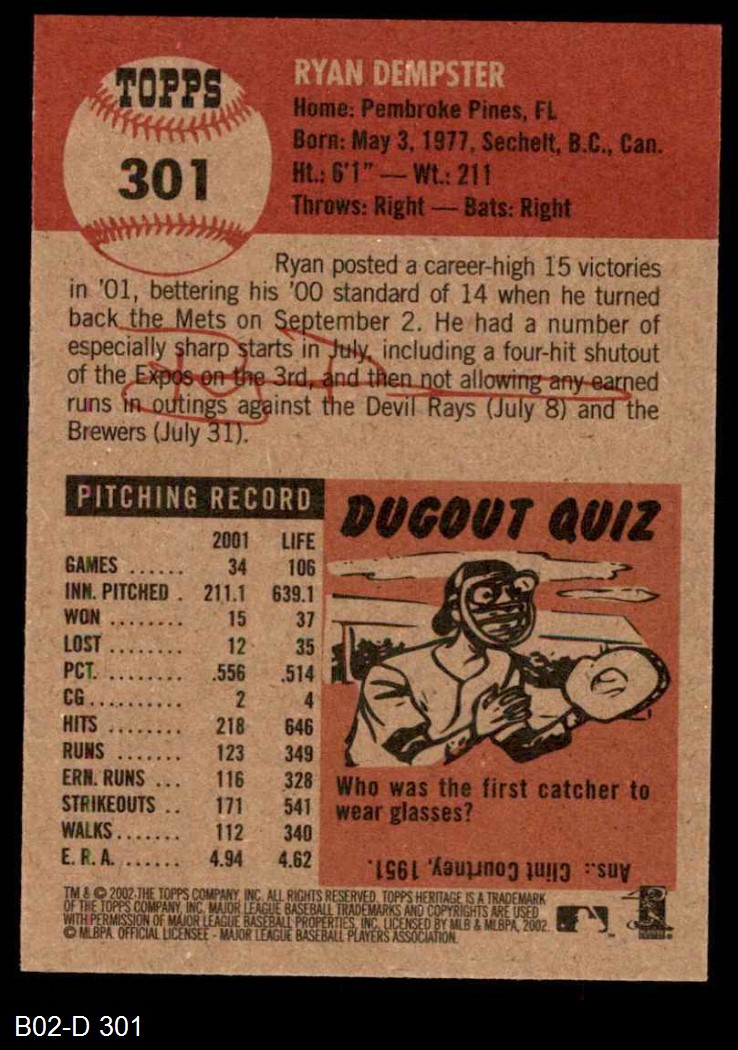 TOPPS
301
RYAN DEMPSTER
Home: Pembroke Pines, FL
Born: May 3, 1977, Sechelt, B.C., Can.
Ht.: 6'1" — Wt.: 211
Throws: Right — Bats: Right
Ryan posted a career-high 15 victories
in '01, bettering his '00 standard of 14 when he turned
back the Mets on September 2. He had a number of
especially sharp starts in July, including a four-hit shutout
of the Expos on the 3rd, and then not allowing any earned
runs in outings against the Devil Rays (July 8) and the
Brewers (July 31).
PITCHING RECORD
2001 LIFE
GAMES ...... 34 106
INN. PITCHED . 211.1 639.1
WON ........ 15 37
LOST ........ 12 35
PCT. ........ .556 .514
CG .......... 2 4
HITS ........ 218 646
RUNS ....... 123 349
ERN. RUNS ... 116 328
STRIKEOUTS .. 171 541
WALKS....... 112 340
E. R. A. ...... 4.94 4.62
DUGOUT QUIZ
Who was the first catcher to
wear glasses?
Ans.: Clint Courtney, 1951.
TM & © 2002 THE TOPPS COMPANY, INC. ALL RIGHTS RESERVED. TOPPS HERITAGE IS A TRADEMARK
OF THE TOPPS COMPANY, INC. MAJOR LEAGUE BASEBALL TRADEMARKS AND COPYRIGHTS ARE USED
WITH PERMISSION OF MAJOR LEAGUE BASEBALL PROPERTIES, INC. LICENSED BY MLB & MLBPA, 2002.
© MLBPA. OFFICIAL LICENSEE - MAJOR LEAGUE BASEBALL PLAYERS ASSOCIATION.
B02-D 301